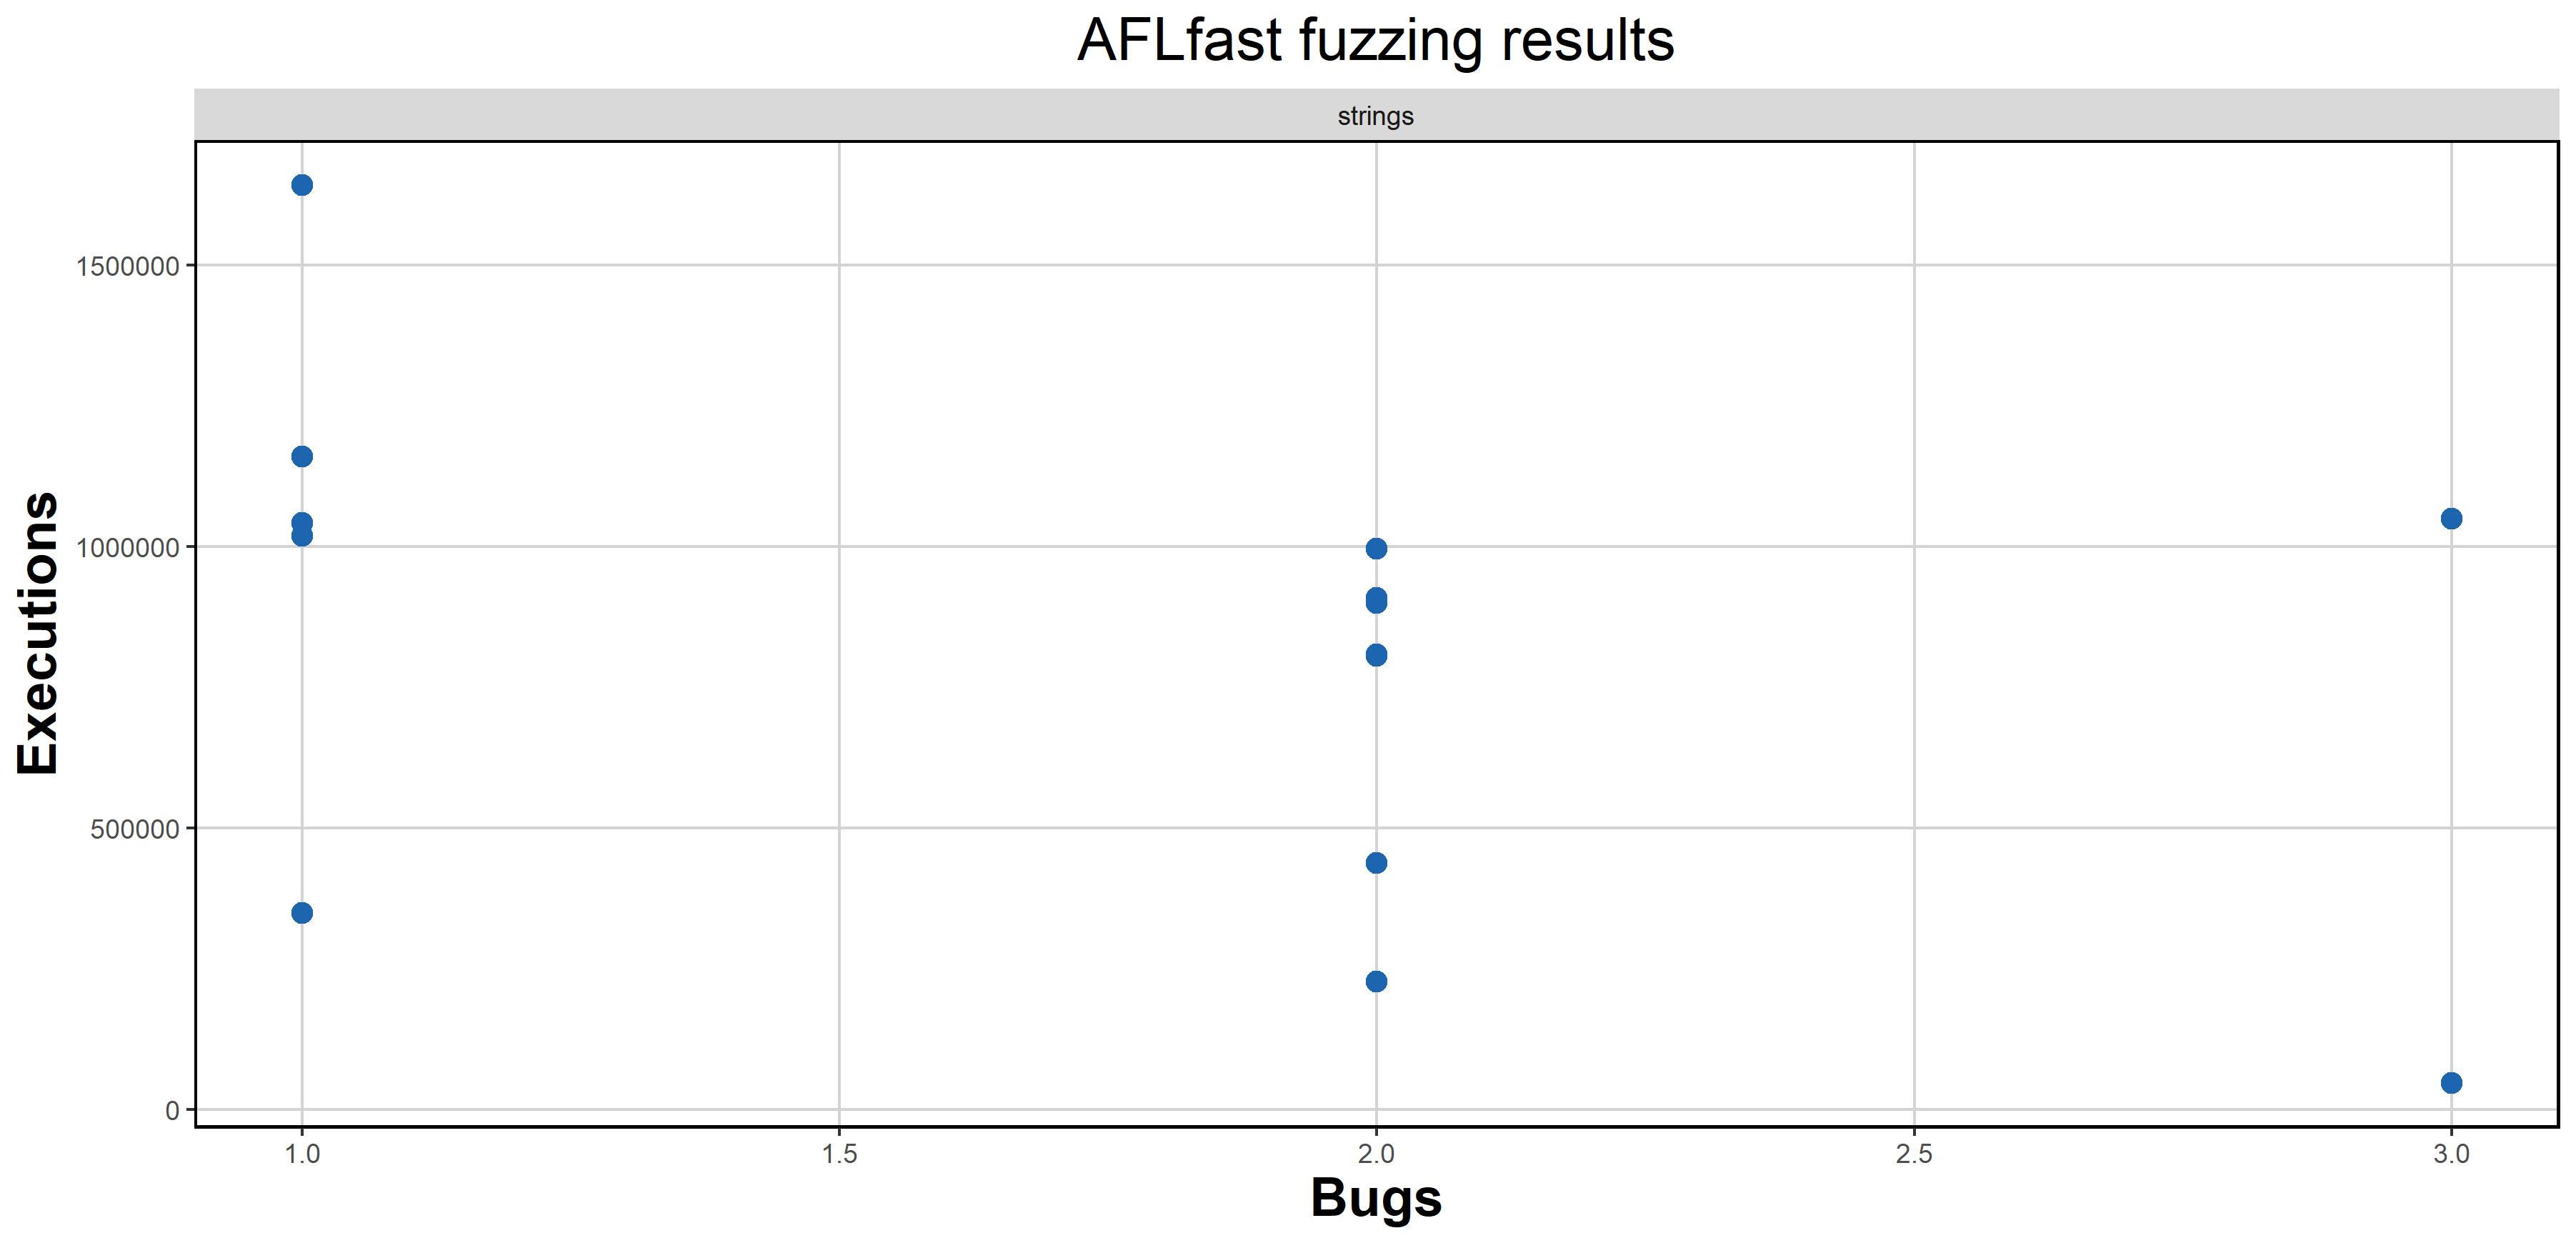 AFLfast fuzzing results
strings
Executions
1500000
1000000
500000
0
1.0 1.5 2.0 2.5 3.0
Bugs